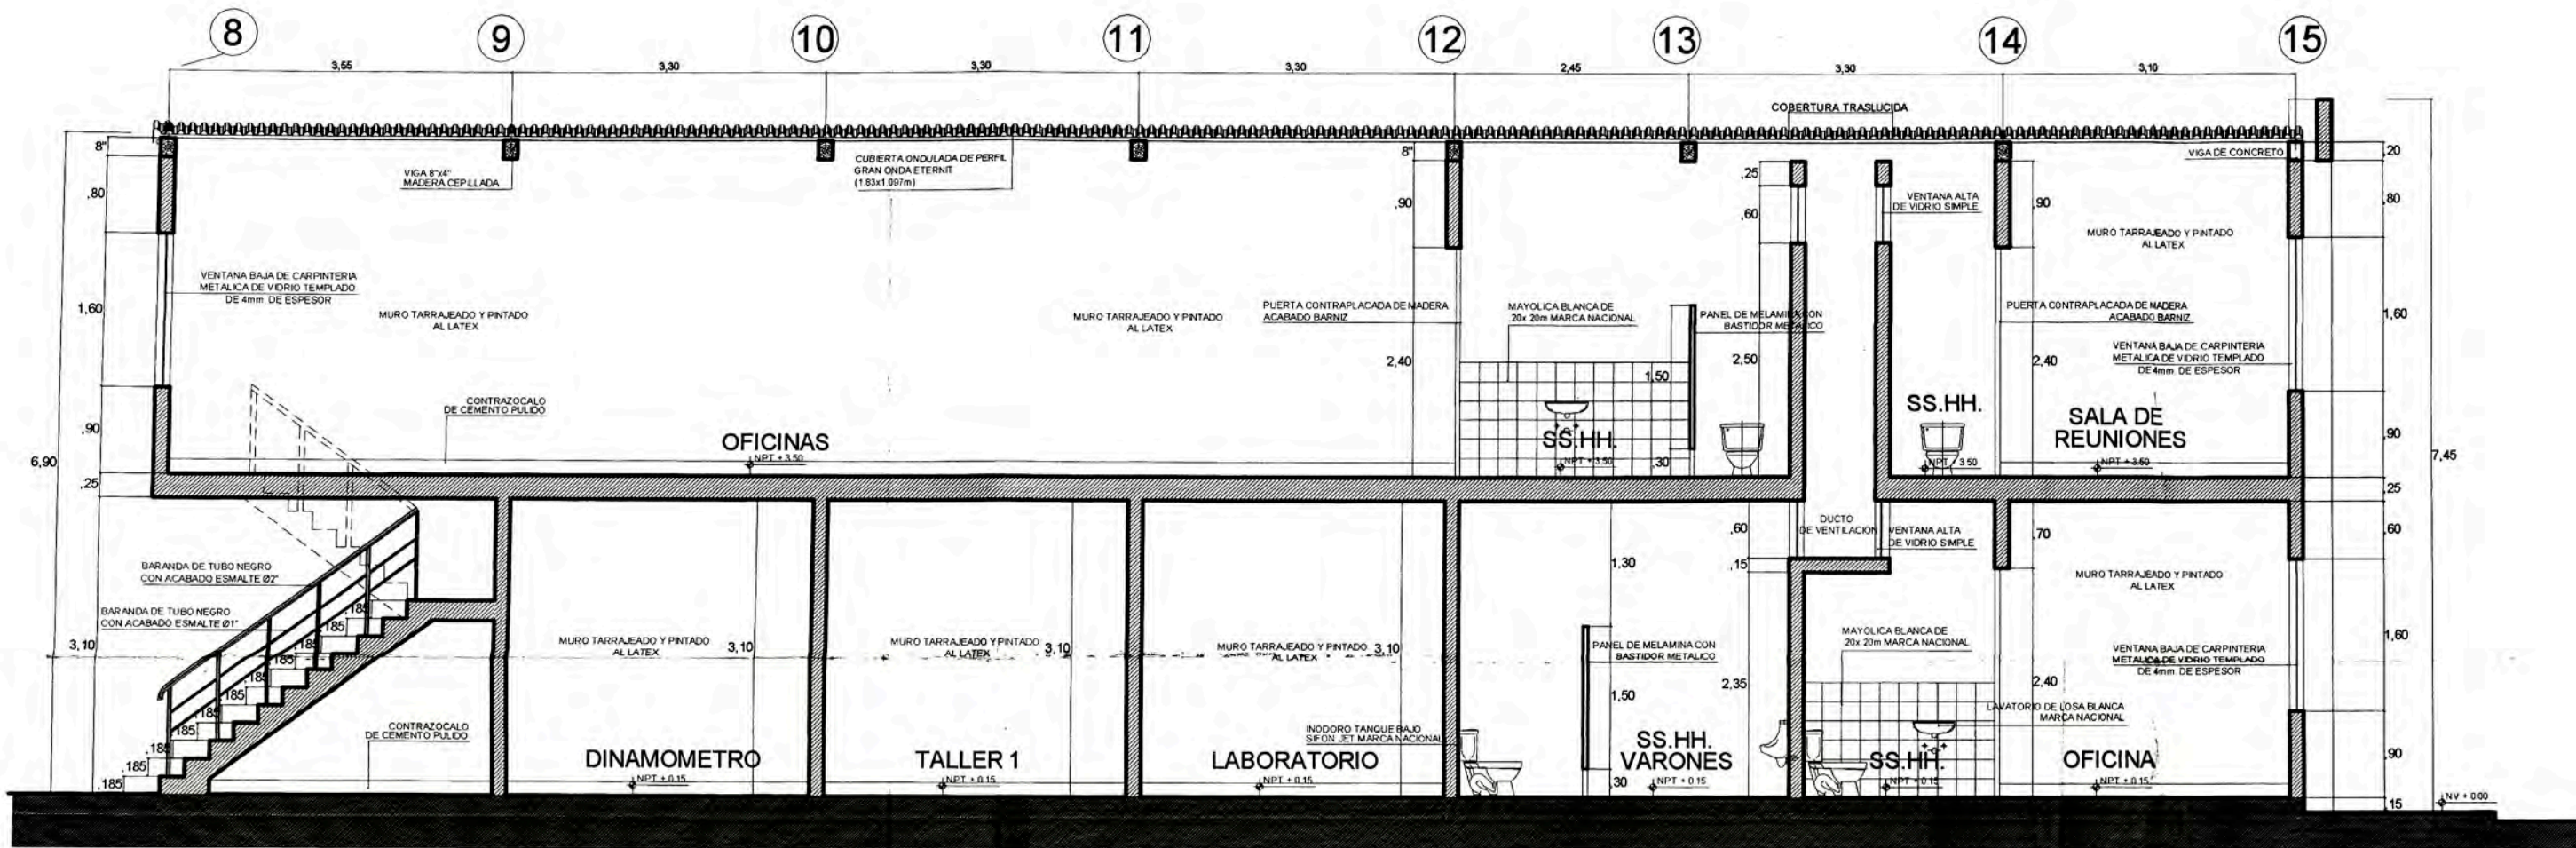 8
9
10
11
12
13
14
15
3,55
3,30
3,30
3,30
2,45
3,30
3,10
COBERTURA TRASLUCIDA
8"
VIGA 8"x4"
MADERA CEPILLADA
CUBIERTA ONDULADA DE PERFIL
GRAN ONDA ETERNIT
(1.83x1.097m)
8"
VIGA DE CONCRETO
,20
,80
,90
,25
,60
VENTANA ALTA
DE VIDRIO SIMPLE
,90
,80
MURO TARRAJEADO Y PINTADO
AL LATEX
VENTANA BAJA DE CARPINTERIA
METALICA DE VIDRIO TEMPLADO
DE 4mm DE ESPESOR
1,60
MURO TARRAJEADO Y PINTADO
AL LATEX
MURO TARRAJEADO Y PINTADO
AL LATEX
PUERTA CONTRAPLACADA DE MADERA
ACABADO BARNIZ
MAYOLICA BLANCA DE
20x 20m MARCA NACIONAL
PANEL DE MELAMINA CON
BASTIDOR METALICO
PUERTA CONTRAPLACADA DE MADERA
ACABADO BARNIZ
1,60
2,40
1,50
2,50
2,40
VENTANA BAJA DE CARPINTERIA
METALICA DE VIDRIO TEMPLADO
DE 4mm DE ESPESOR
CONTRAZOCALO
DE CEMENTO PULIDO
,90
6,90
OFICINAS
NPT + 3.50
SS.HH.
NPT + 3.50
,30
SS.HH.
NPT + 3.50
SALA DE
REUNIONES
NPT + 3.50
,90
7,45
,25
,25
,60
DUCTO
DE VENTILACION
VENTANA ALTA
DE VIDRIO SIMPLE
,70
,60
1,30
,15
BARANDA DE TUBO NEGRO
CON ACABADO ESMALTE Ø2"
BARANDA DE TUBO NEGRO
CON ACABADO ESMALTE Ø1"
3,10
,185
,185
,185
,185
,185
,185
,185
,185
,185
,185
,185
MURO TARRAJEADO Y PINTADO
AL LATEX
3,10
MURO TARRAJEADO Y PINTADO
AL LATEX
3,10
MURO TARRAJEADO Y PINTADO
AL LATEX
3,10
PANEL DE MELAMINA CON
BASTIDOR METALICO
MAYOLICA BLANCA DE
20x 20m MARCA NACIONAL
MURO TARRAJEADO Y PINTADO
AL LATEX
1,60
VENTANA BAJA DE CARPINTERIA
METALICA DE VIDRIO TEMPLADO
DE 4mm DE ESPESOR
1,50
2,35
2,40
LAVATORIO DE LOSA BLANCA
MARCA NACIONAL
CONTRAZOCALO
DE CEMENTO PULIDO
INODORO TANQUE BAJO
SIFON JET MARCA NACIONAL
DINAMOMETRO
NPT + 0.15
TALLER 1
NPT + 0.15
LABORATORIO
NPT + 0.15
SS.HH.
VARONES
NPT + 0.15
,30
SS.HH.
NPT + 0.15
OFICINA
NPT + 0.15
,90
,15
NV + 0.00